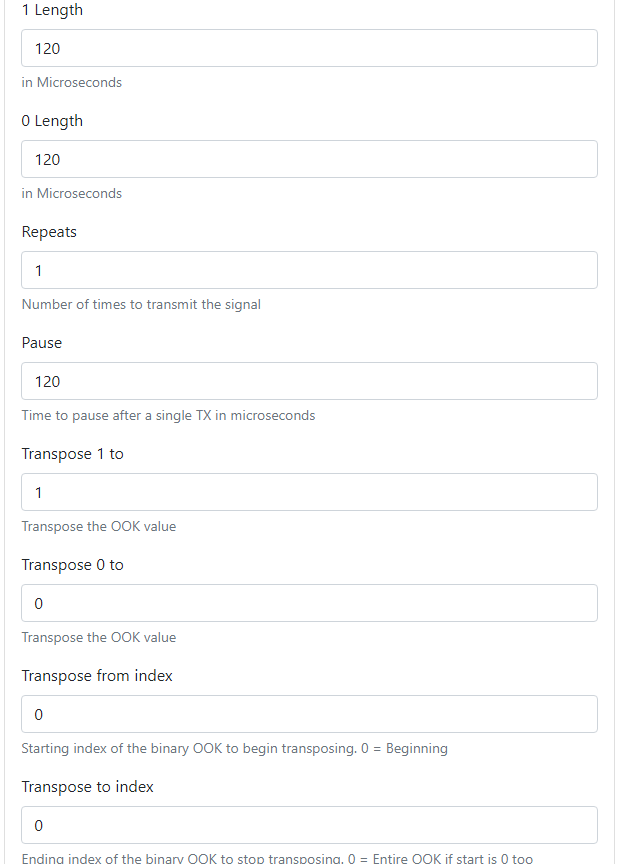 1 Length
120
in Microseconds
0 Length
120
in Microseconds
Repeats
1
Number of times to transmit the signal
Pause
120
Time to pause after a single TX in microseconds
Transpose 1 to
1
Transpose the OOK value
Transpose 0 to
0
Transpose the OOK value
Transpose from index
0
Starting index of the binary OOK to begin transposing. 0 = Beginning
Transpose to index
0
Ending index of the binary OOK to stop transposing. 0 = Entire OOK if start is 0 too